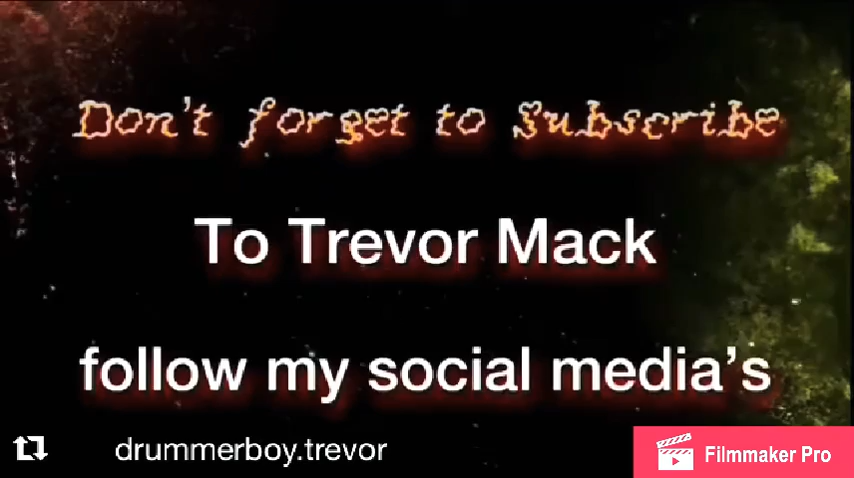 Don't forget to Subscribe
To Trevor Mack
follow my social media's
drummerboy.trevor
Filmmaker Pro